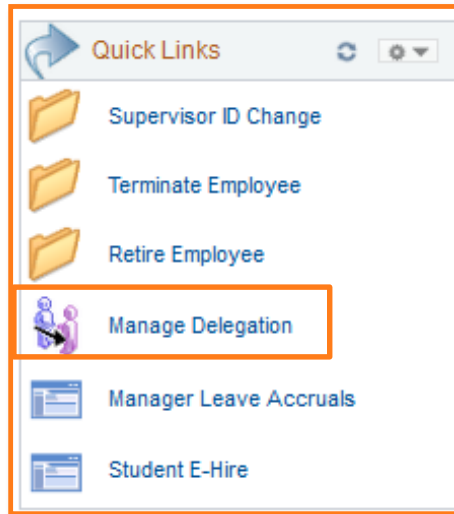 Quick Links
Supervisor ID Change
Terminate Employee
Retire Employee
Manage Delegation
Manager Leave Accruals
Student E-Hire